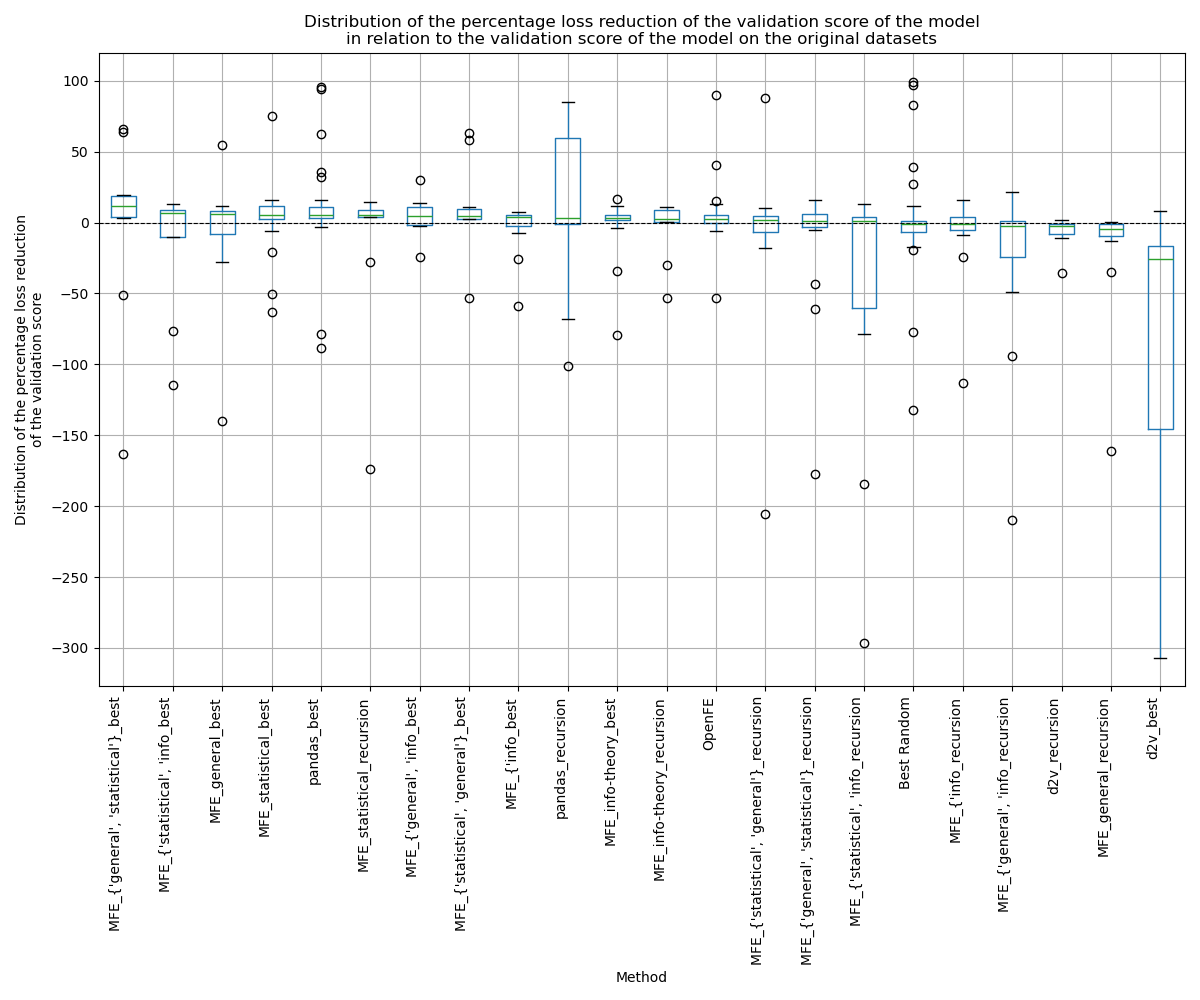 Distribution of the percentage loss reduction of the validation score of the model
in relation to the validation score of the model on the original datasets
Distribution of the percentage loss reduction
of the validation score
100
50
0
−50
−100
−150
−200
−250
−300
MFE_{'general', 'statistical'}_best
MFE_{'statistical', 'info_best
MFE_general_best
MFE_statistical_best
pandas_best
MFE_statistical_recursion
MFE_{'general', 'info_best
MFE_{'statistical', 'general'}_best
MFE_{'info_best
pandas_recursion
MFE_info-theory_best
MFE_info-theory_recursion
OpenFE
MFE_{'statistical', 'general'}_recursion
MFE_{'general', 'statistical'}_recursion
MFE_{'statistical', 'info_recursion
Best Random
MFE_{'info_recursion
MFE_{'general', 'info_recursion
d2v_recursion
MFE_general_recursion
d2v_best
Method